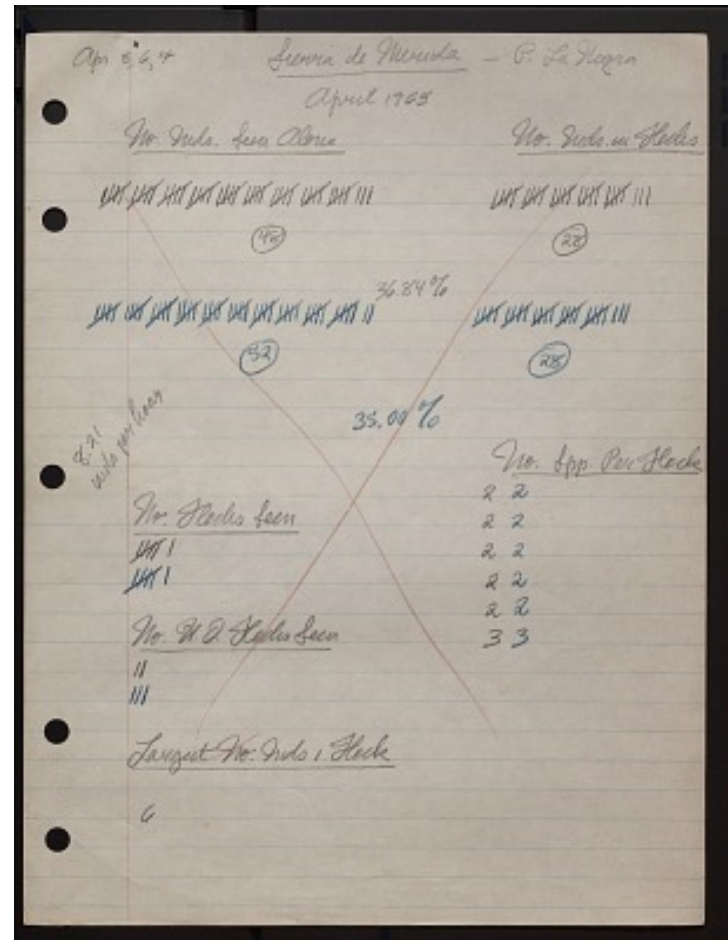 Apr. 5,6,7
Sierra de Merida — P. La Negra
April 1965
No. Inds. Seen Alone
No. Inds. in Flocks
48
28
36.84%
52
28
35.00%
8.21
inds per hour
No. Spp. Per Flock
2 2
2 2
2 2
2 2
2 2
3 3
No. Flocks Seen
No. Flocks Seen
Largest No. Inds 1 Flock
6